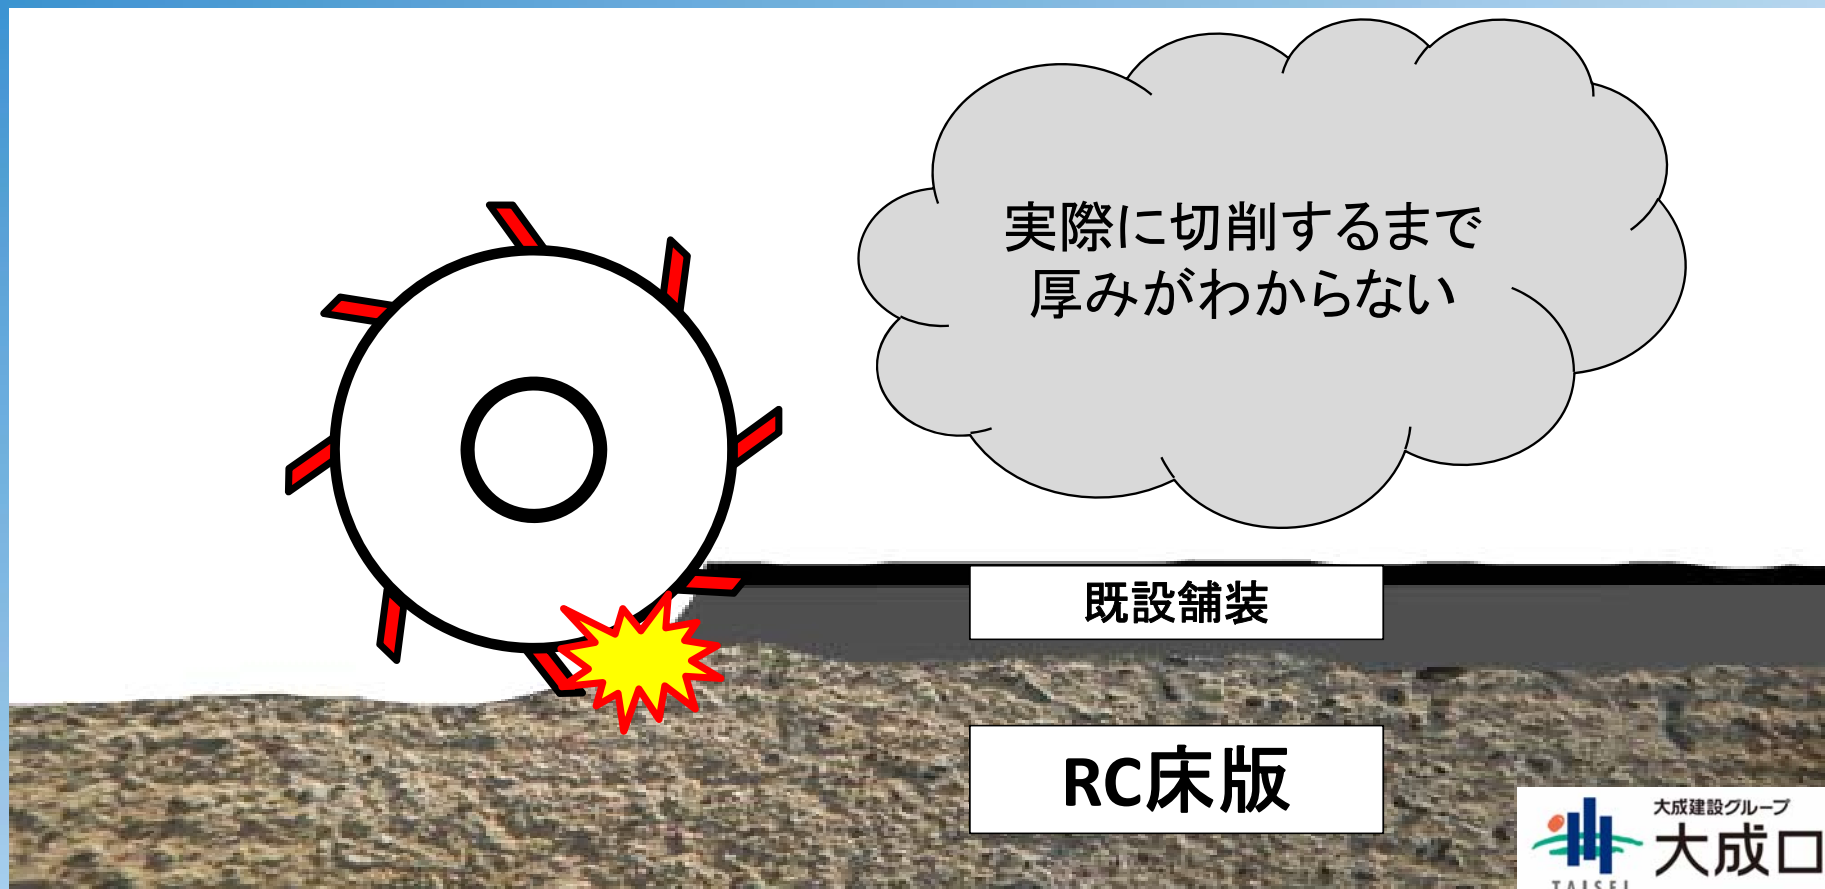 実際に切削するまで
厚みがわからない
既設舗装
RC床版
大成建設グループ
大成ロ
TAISEI